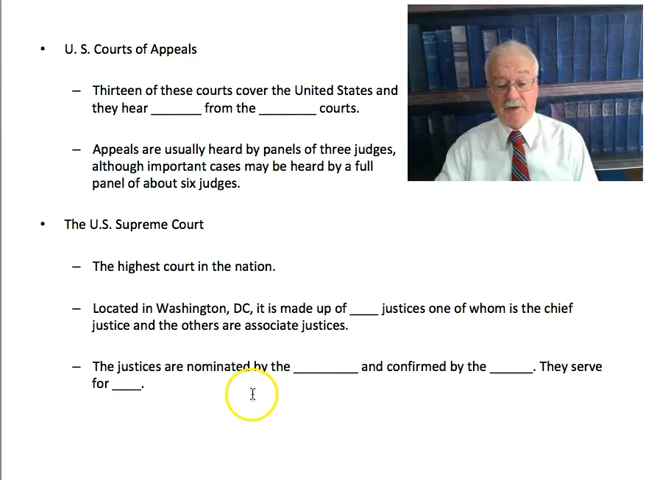 • U. S. Courts of Appeals
– Thirteen of these courts cover the United States and
they hear _______ from the ________ courts.
– Appeals are usually heard by panels of three judges,
although important cases may be heard by a full
panel of about six judges.
• The U.S. Supreme Court
– The highest court in the nation.
– Located in Washington, DC, it is made up of ____ justices one of whom is the chief
justice and the others are associate justices.
– The justices are nominated by the _________ and confirmed by the ______. They serve
for ____.